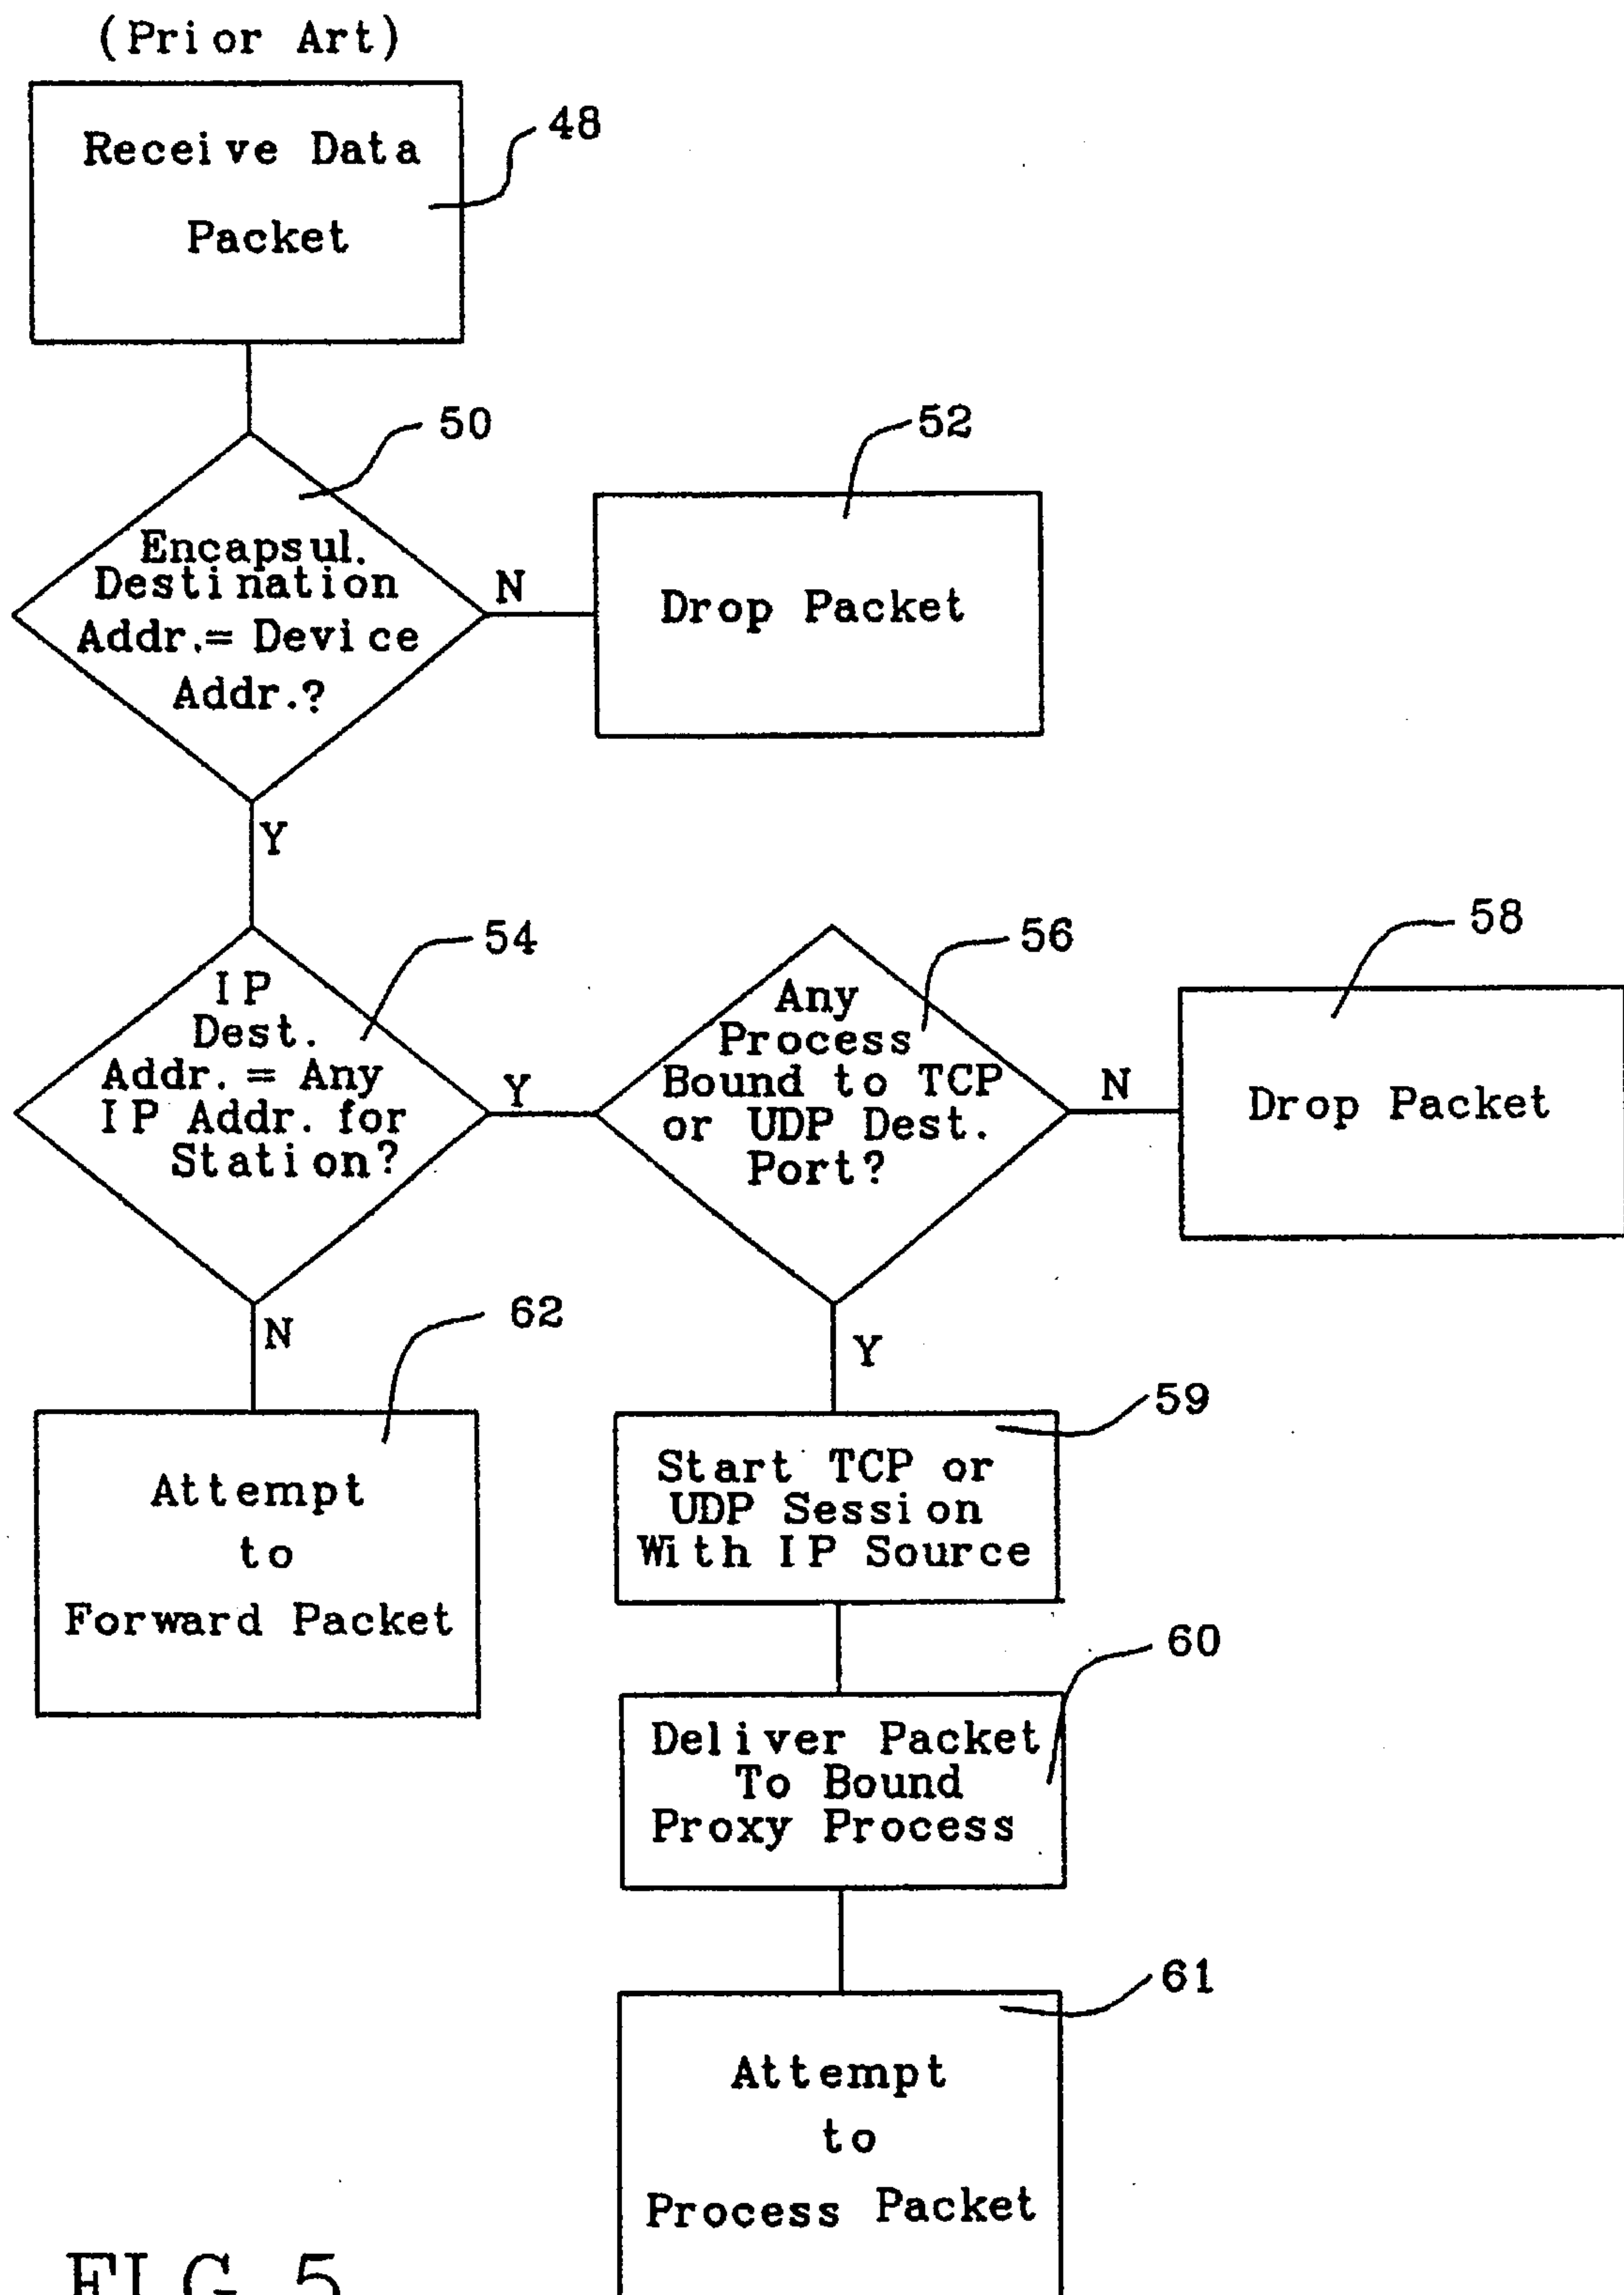 (Prior Art)
Receive Data
Packet
48
50
Encapsul.
Destination
Addr.= Device
Addr.?
N
52
Drop Packet
Y
54
IP
Dest.
Addr. = Any
IP Addr. for
Station?
Y
56
Any
Process
Bound to TCP
or UDP Dest.
Port?
N
58
Drop Packet
N
62
Attempt
to
Forward Packet
Y
59
Start TCP or
UDP Session
With IP Source
60
Deliver Packet
To Bound
Proxy Process
61
Attempt
to
Process Packet
FIG. 5